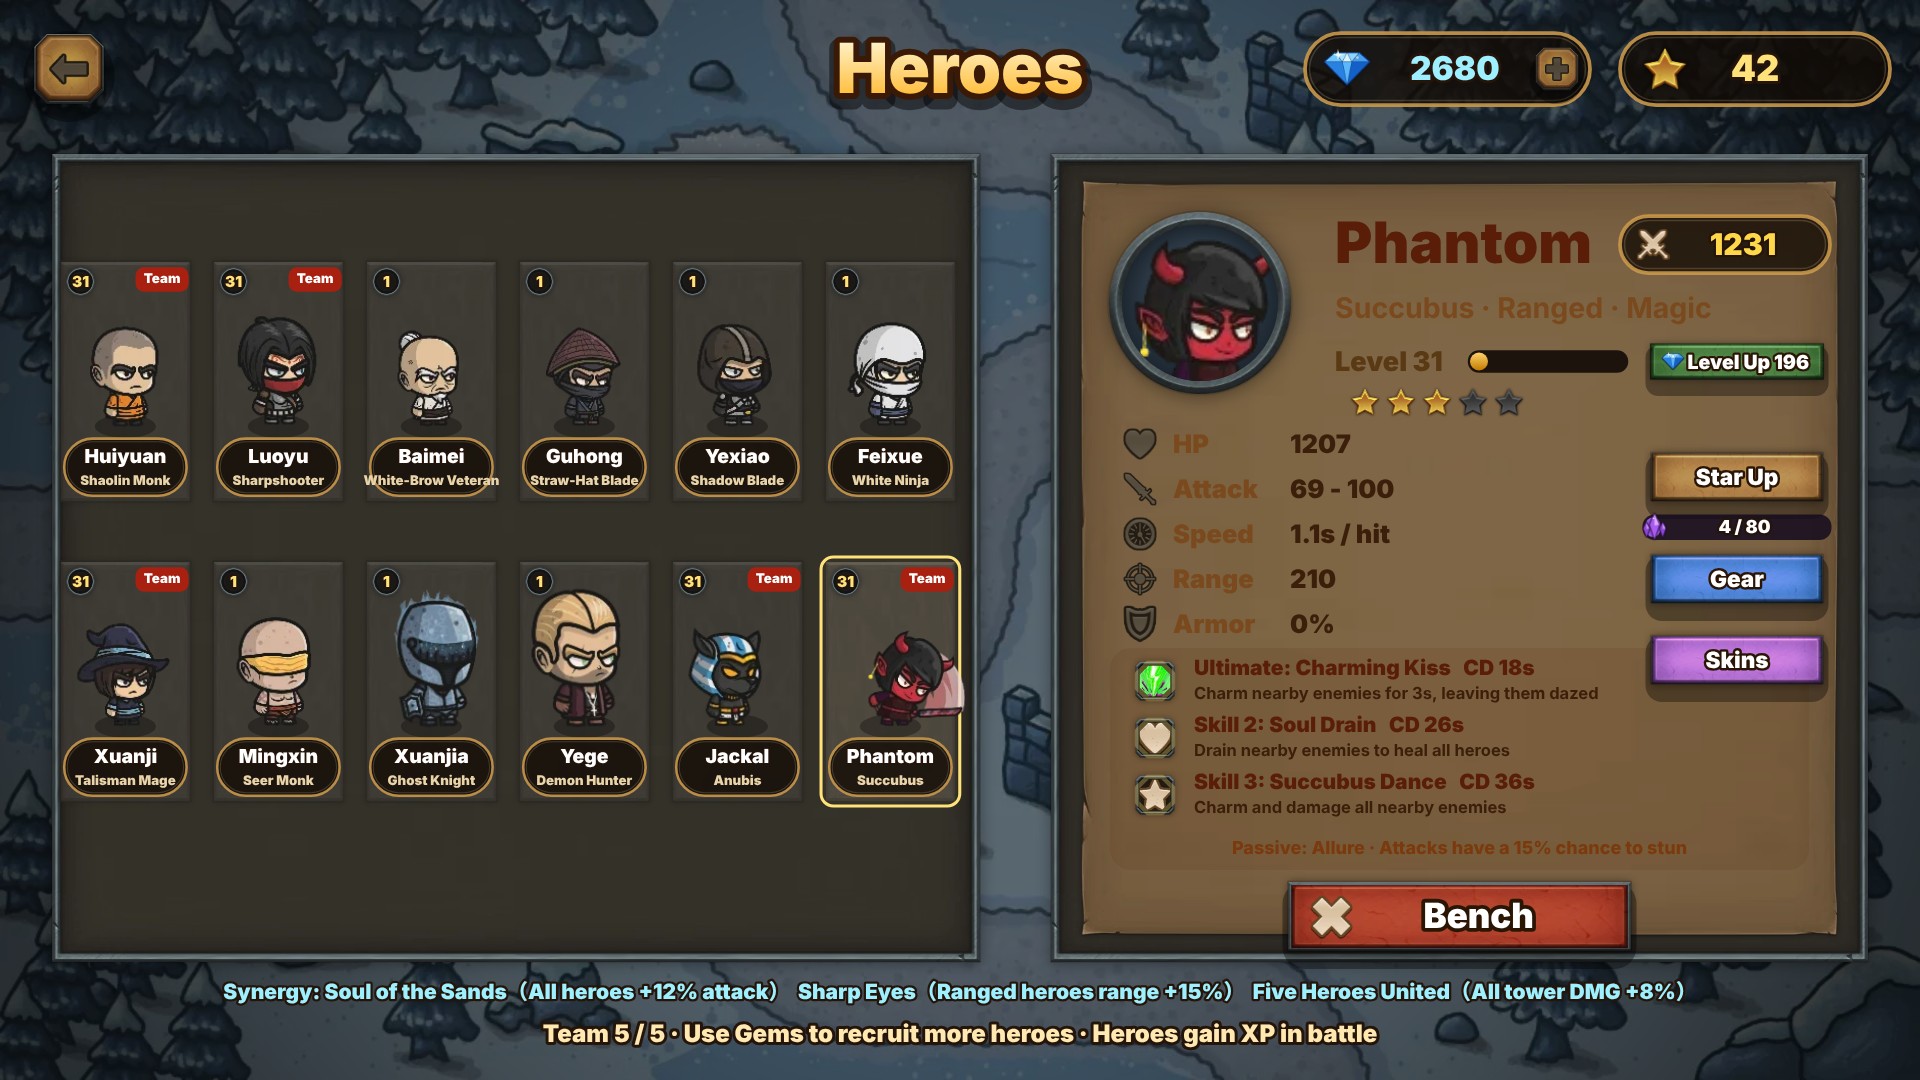 Heroes
2680
42
31 Team
31 Team
1
1
1
1
Huiyuan
Shaolin Monk
Luoyu
Sharpshooter
Baimei
White-Brow Veteran
Guhong
Straw-Hat Blade
Yexiao
Shadow Blade
Feixue
White Ninja
31 Team
1
1
1
31 Team
31 Team
Xuanji
Talisman Mage
Mingxin
Seer Monk
Xuanjia
Ghost Knight
Yege
Demon Hunter
Jackal
Anubis
Phantom
Succubus
Phantom
1231
Succubus · Ranged · Magic
Level 31
Level Up 196
HP 1207
Attack 69 - 100
Speed 1.1s / hit
Range 210
Armor 0%
Star Up
4 / 80
Gear
Skins
Ultimate: Charming Kiss CD 18s
Charm nearby enemies for 3s, leaving them dazed
Skill 2: Soul Drain CD 26s
Drain nearby enemies to heal all heroes
Skill 3: Succubus Dance CD 36s
Charm and damage all nearby enemies
Passive: Allure · Attacks have a 15% chance to stun
Bench
Synergy: Soul of the Sands（All heroes +12% attack） Sharp Eyes（Ranged heroes range +15%） Five Heroes United（All tower DMG +8%）
Team 5 / 5 · Use Gems to recruit more heroes · Heroes gain XP in battle